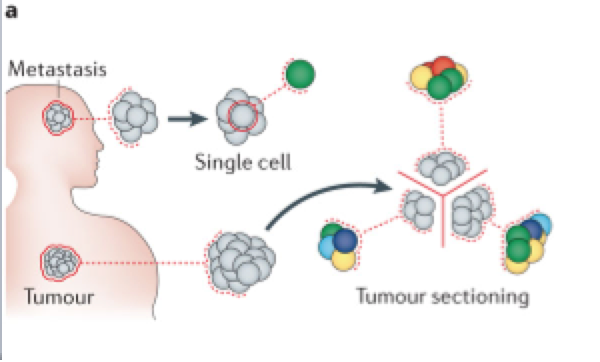 a
Metastasis
Single cell
Tumour
Tumour sectioning